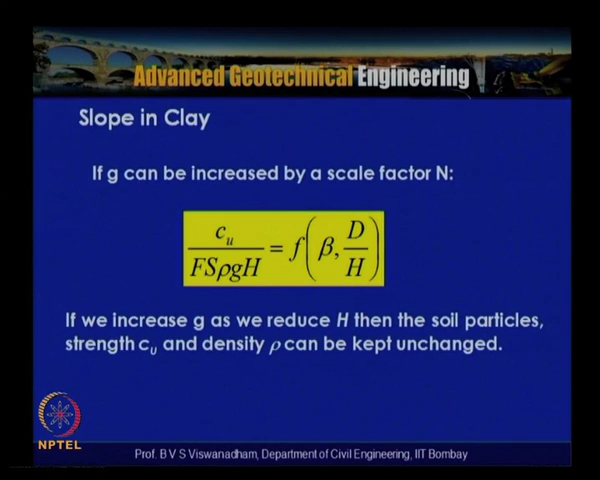 Advanced Geotechnical Engineering
Slope in Clay
If g can be increased by a scale factor N:
c_u / FSρgH = f(β, D/H)
If we increase g as we reduce H then the soil particles,
strength c_u and density ρ can be kept unchanged.
NPTEL
Prof. B V S Viswanadham, Department of Civil Engineering, IIT Bombay